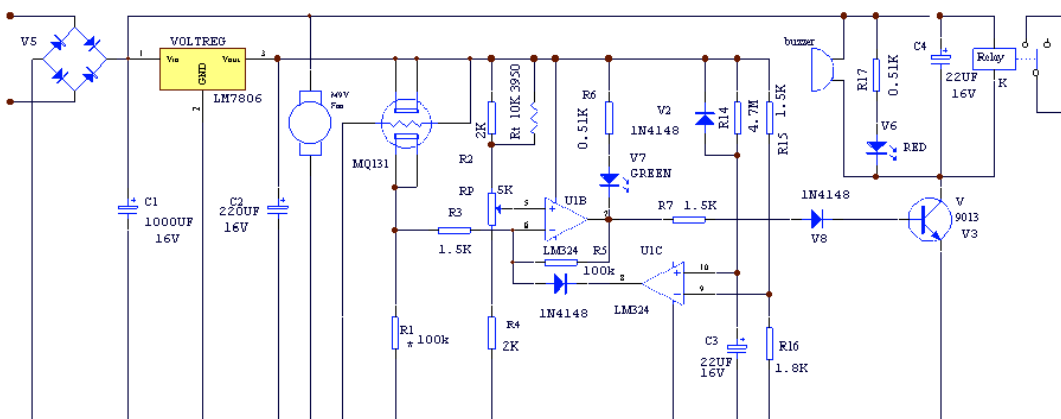 V5
VOLTREG
1
Vin
Vout
3
GND
LM7806
2
M9V
Fan
MQ131
2K
Rt 10K 3950
R2
RP
5K
R6
0.51K
V7
GREEN
V2
1N4148
R14
4.7M
1.5K
R15
buzzer
R17
0.51K
V6
RED
C4
22UF
16V
Relay
K
C1
1000UF
16V
C2
220UF
16V
R3
1.5K
5
6
7
U1B
LM324
R5
100k
R7
1.5K
1N4148
V8
V
9013
V3
U1C
8
10
9
LM324
1N4148
R1
* 100k
R4
2K
C3
22UF
16V
R16
1.8K